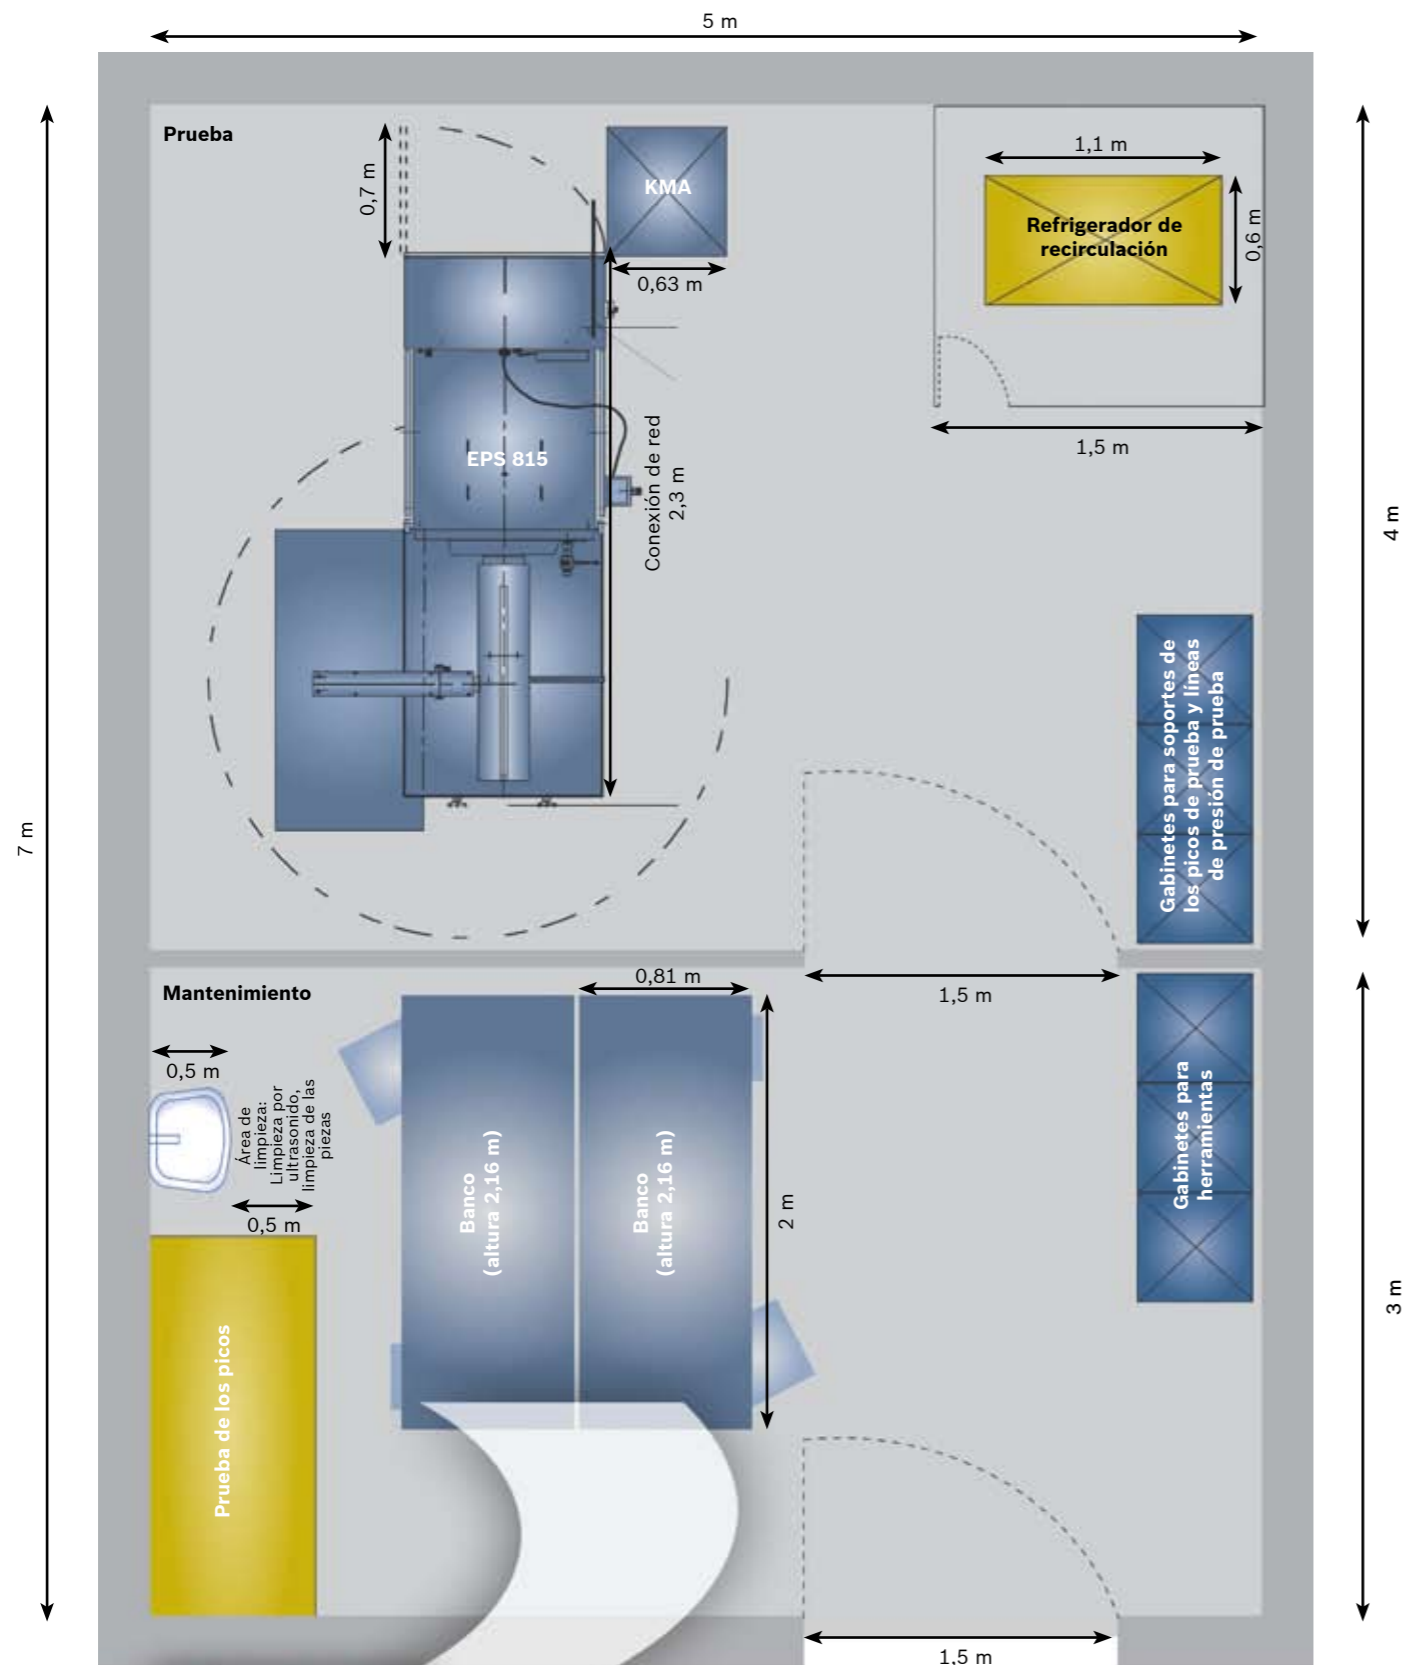 5 m
Prueba
0,7 m
KMA
0,63 m
1,1 m
Refrigerador de
recirculación
0,6 m
1,5 m
EPS 815
Conexión de red
2,3 m
4 m
7 m
Gabinetes para soportes de
los picos de prueba y líneas
de presión de prueba
Mantenimiento
0,81 m
1,5 m
0,5 m
Área de
limpieza:
Limpieza por
ultrasonido,
limpieza de las
piezas
0,5 m
Banco
(altura 2,16 m)
Banco
(altura 2,16 m)
2 m
Gabinetes para
herramientas
3 m
Prueba de los picos
1,5 m